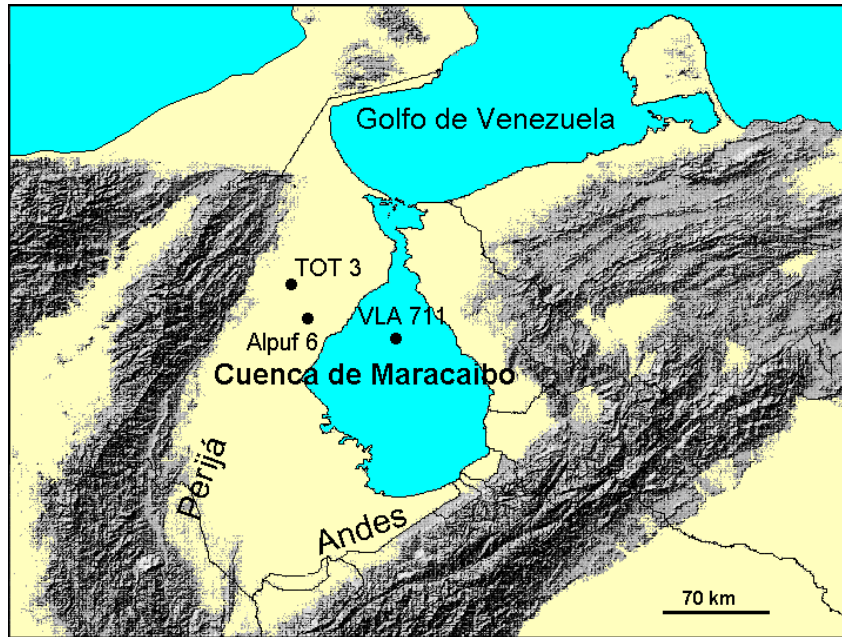 Golfo de Venezuela
TOT 3
VLA 711
Alpuf 6
Cuenca de Maracaibo
Perijá
Andes
70 km